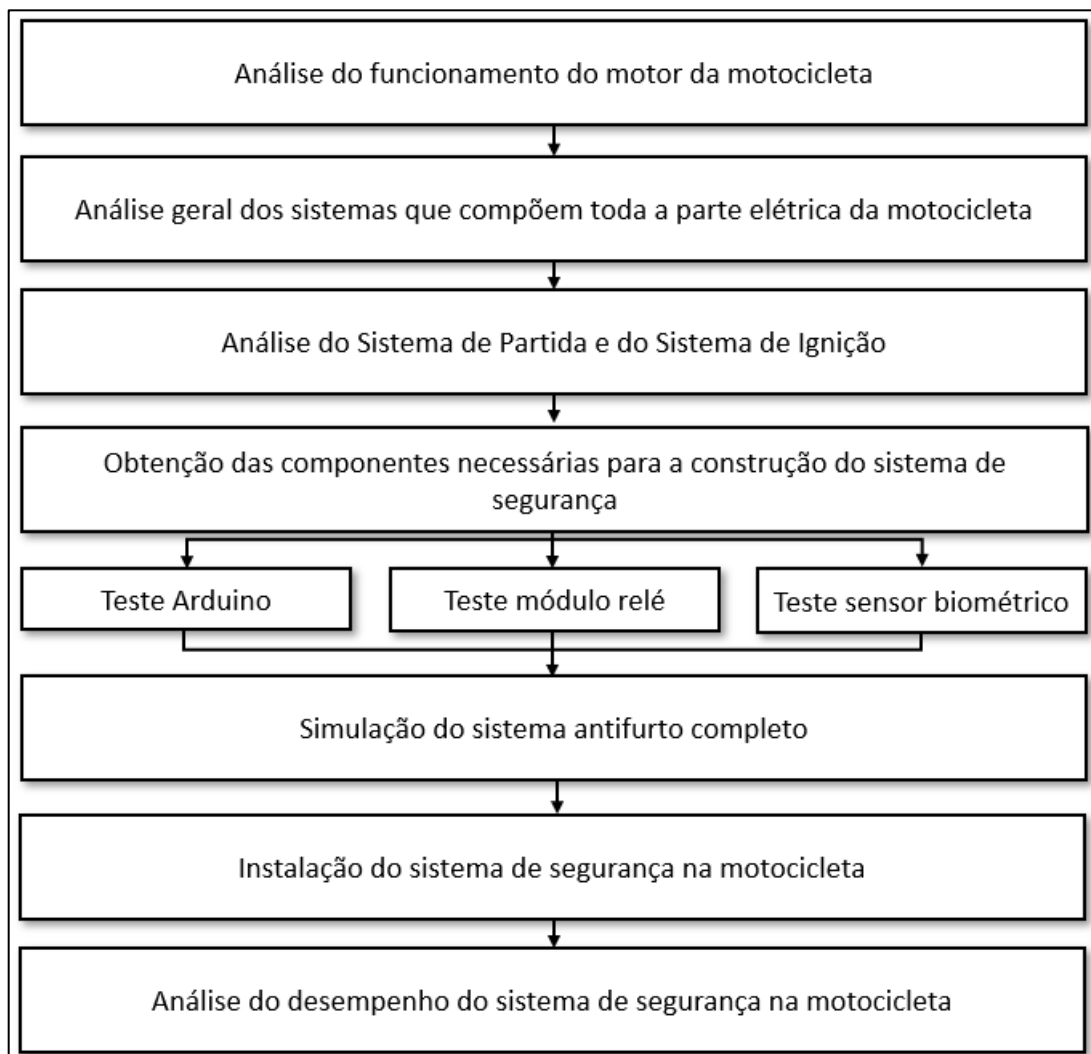 Análise do funcionamento do motor da motocicleta
Análise geral dos sistemas que compõem toda a parte elétrica da motocicleta
Análise do Sistema de Partida e do Sistema de Ignição
Obtenção das componentes necessárias para a construção do sistema de
segurança
Teste Arduino
Teste módulo relé
Teste sensor biométrico
Simulação do sistema antifurto completo
Instalação do sistema de segurança na motocicleta
Análise do desempenho do sistema de segurança na motocicleta